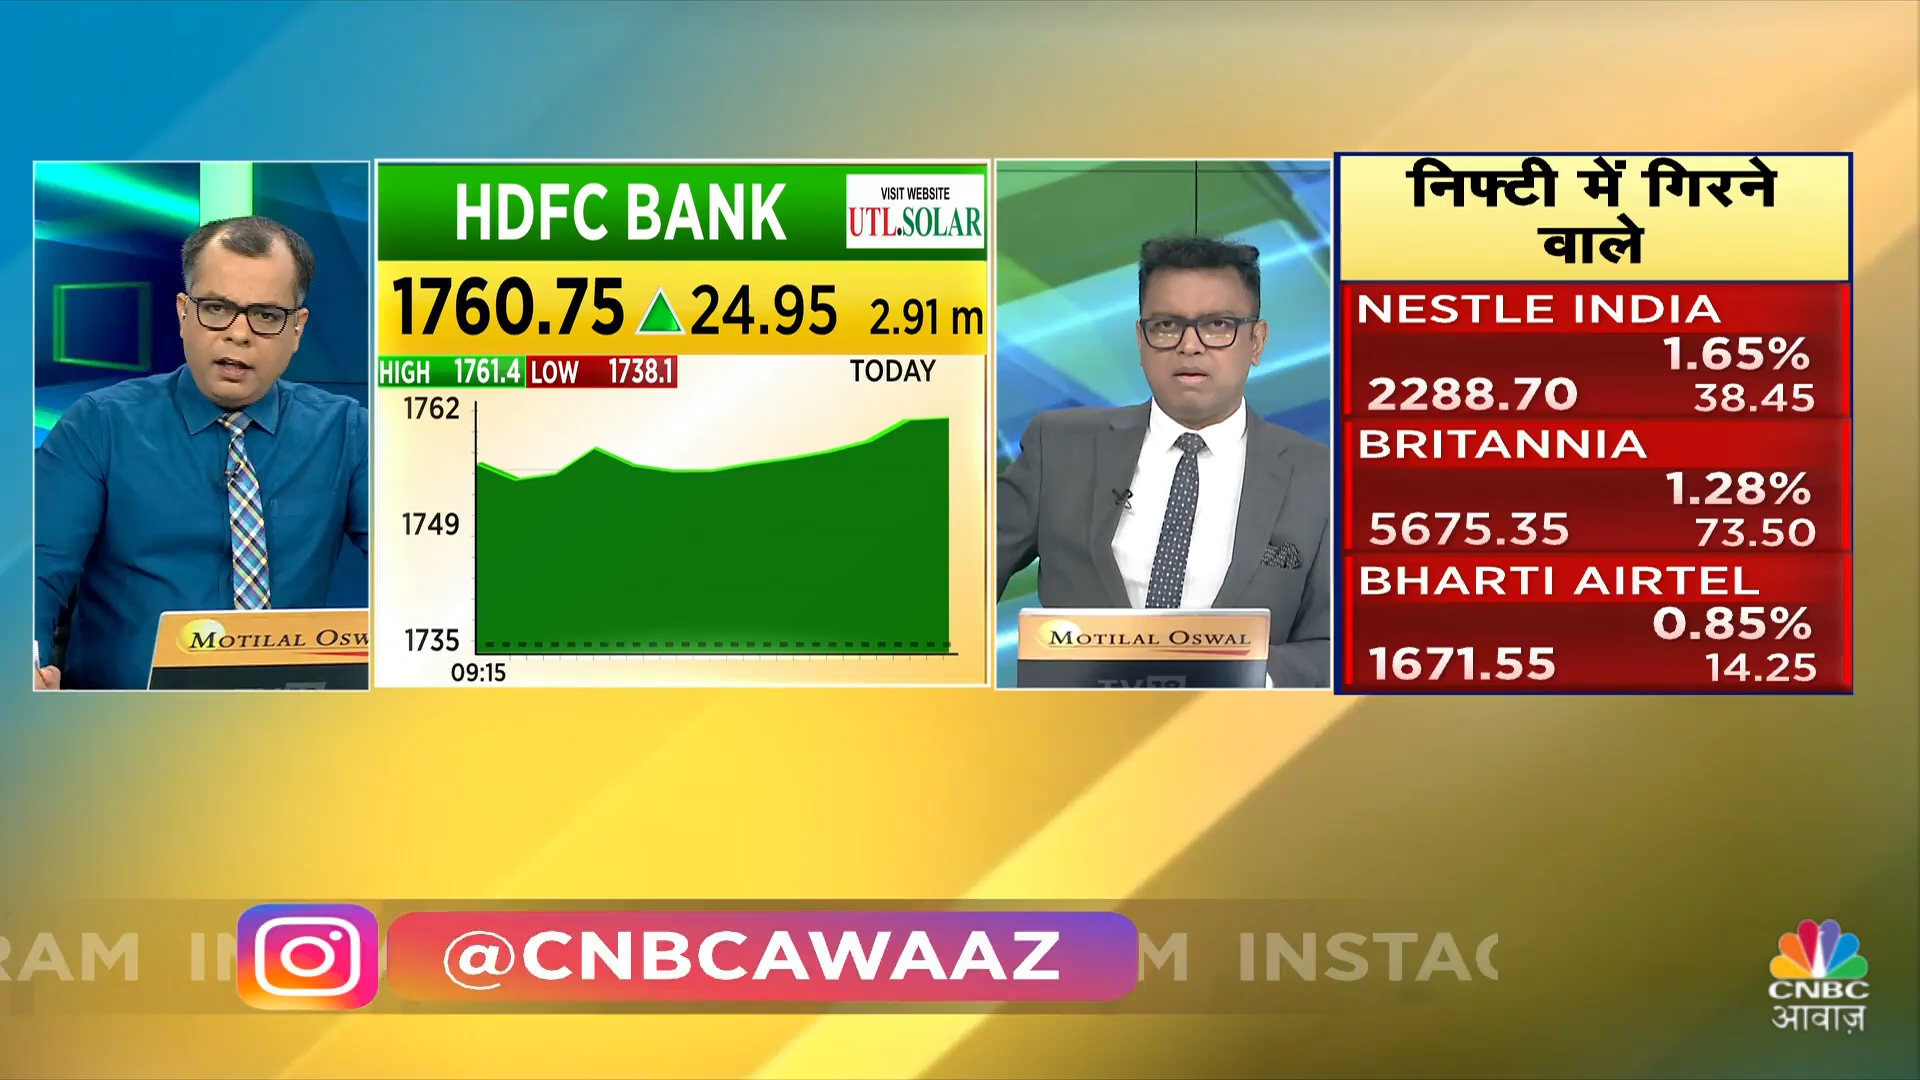 HDFC BANK
VISIT WEBSITE
UTL.SOLAR
1760.75 ▲ 24.95 2.91 m
HIGH 1761.4 LOW 1738.1 TODAY
1762
1749
1735
09:15
MOTILAL OSW
MOTILAL OSWAL
निफ्टी में गिरने
वाले
NESTLE INDIA
1.65%
2288.70 38.45
BRITANNIA
1.28%
5675.35 73.50
BHARTI AIRTEL
0.85%
1671.55 14.25
RAM IN @CNBCAWAAZ M INSTAG
CNBC
आवाज़